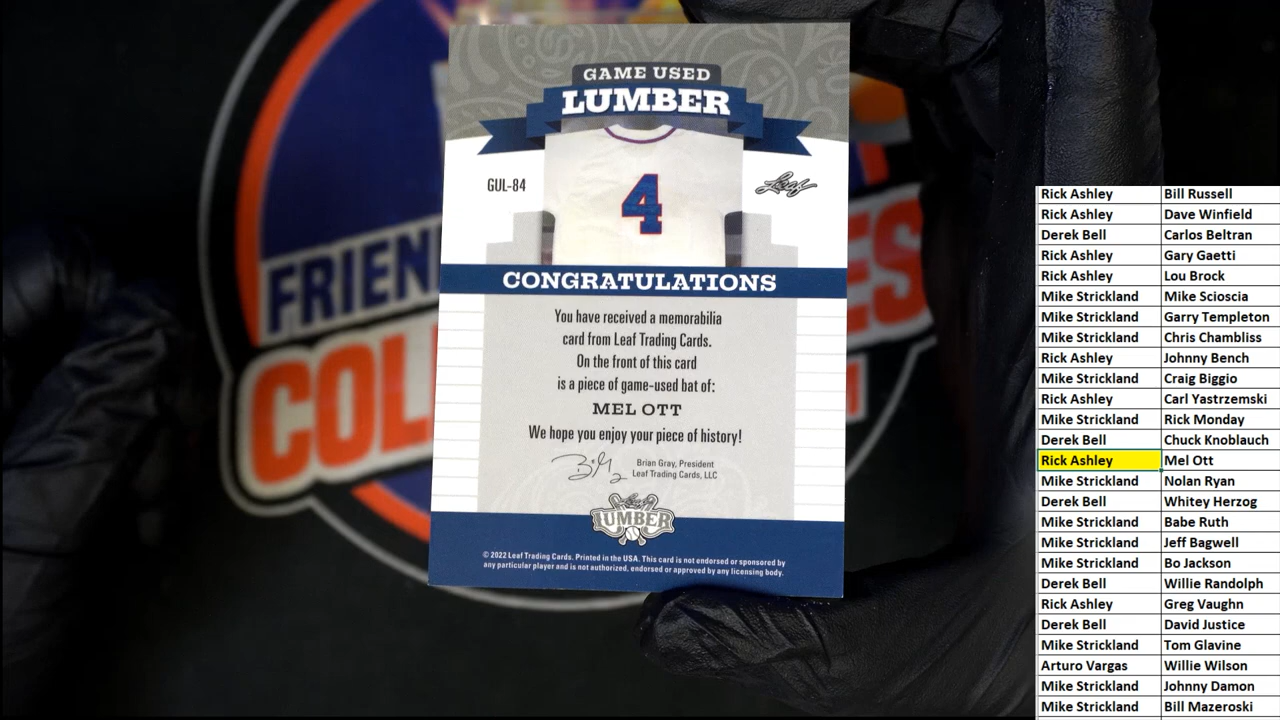 GAME USED
LUMBER
GUL-84
Leaf
4
CONGRATULATIONS
You have received a memorabilia
card from Leaf Trading Cards.
On the front of this card
is a piece of game-used bat of:
MEL OTT
We hope you enjoy your piece of history!
Brian Gray, President
Leaf Trading Cards, LLC
Leaf
LUMBER
© 2022 Leaf Trading Cards. Printed in the USA. This card is not endorsed or sponsored by
any particular player and is not authorized, endorsed or approved by any licensing body.
FRIEN
COL
ES
Rick Ashley Bill Russell
Rick Ashley Dave Winfield
Derek Bell Carlos Beltran
Rick Ashley Gary Gaetti
Rick Ashley Lou Brock
Mike Strickland Mike Scioscia
Mike Strickland Garry Templeton
Mike Strickland Chris Chambliss
Rick Ashley Johnny Bench
Mike Strickland Craig Biggio
Rick Ashley Carl Yastrzemski
Mike Strickland Rick Monday
Derek Bell Chuck Knoblauch
Rick Ashley Mel Ott
Mike Strickland Nolan Ryan
Derek Bell Whitey Herzog
Mike Strickland Babe Ruth
Mike Strickland Jeff Bagwell
Mike Strickland Bo Jackson
Derek Bell Willie Randolph
Rick Ashley Greg Vaughn
Derek Bell David Justice
Mike Strickland Tom Glavine
Arturo Vargas Willie Wilson
Mike Strickland Johnny Damon
Mike Strickland Bill Mazeroski